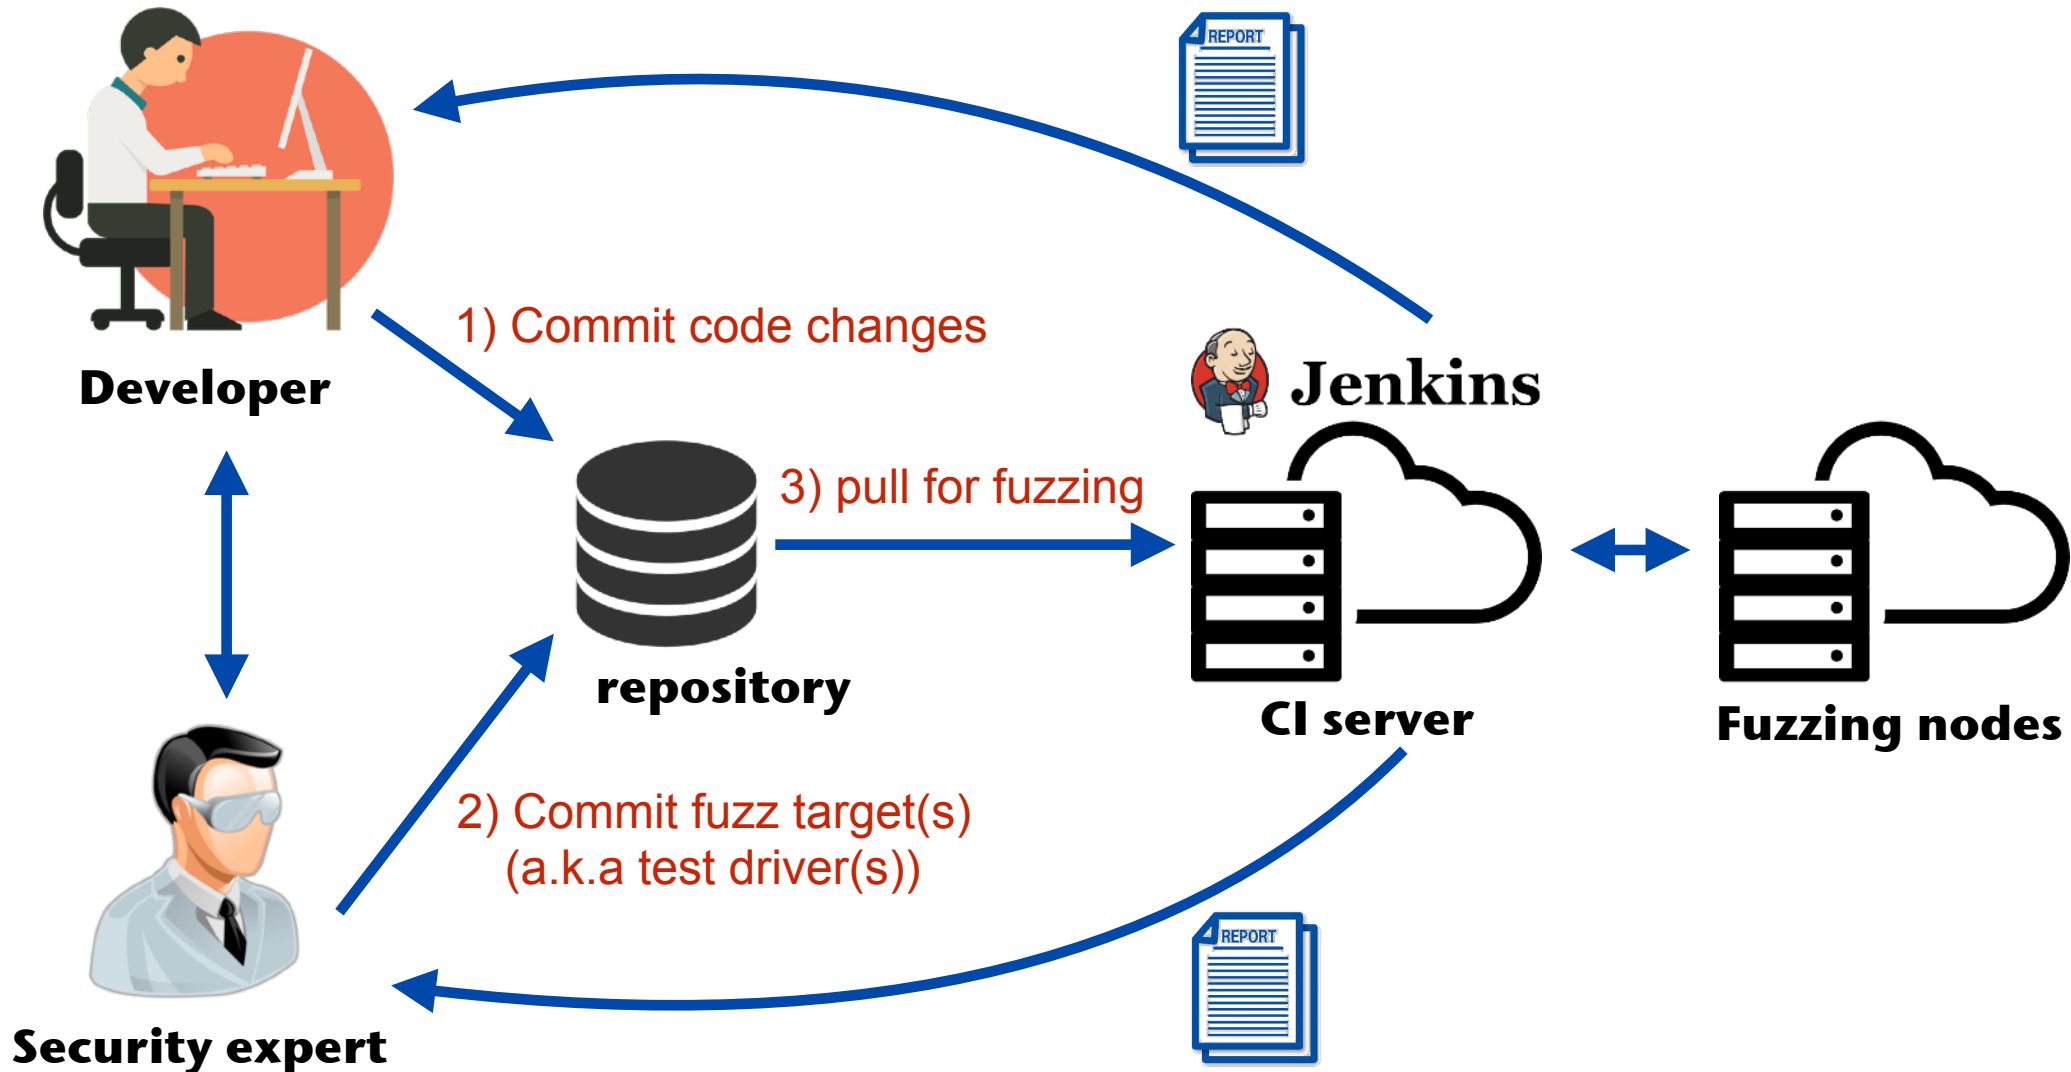 REPORT
1) Commit code changes
Developer
Jenkins
3) pull for fuzzing
repository
CI server
Fuzzing nodes
2) Commit fuzz target(s)
(a.k.a test driver(s))
REPORT
Security expert